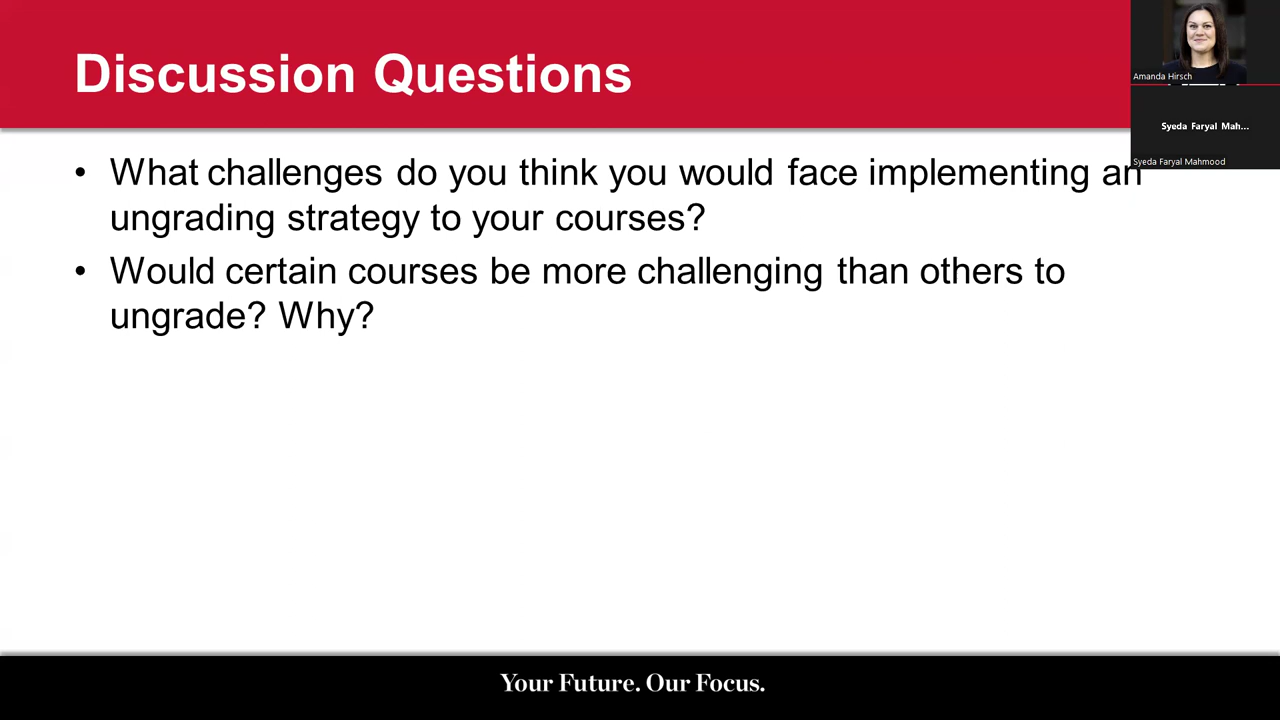 Discussion Questions
Amanda Hirsch
Syeda Faryal Mah...
Syeda Faryal Mahmood
• What challenges do you think you would face implementing an
ungrading strategy to your courses?
• Would certain courses be more challenging than others to
ungrade? Why?
Your Future. Our Focus.